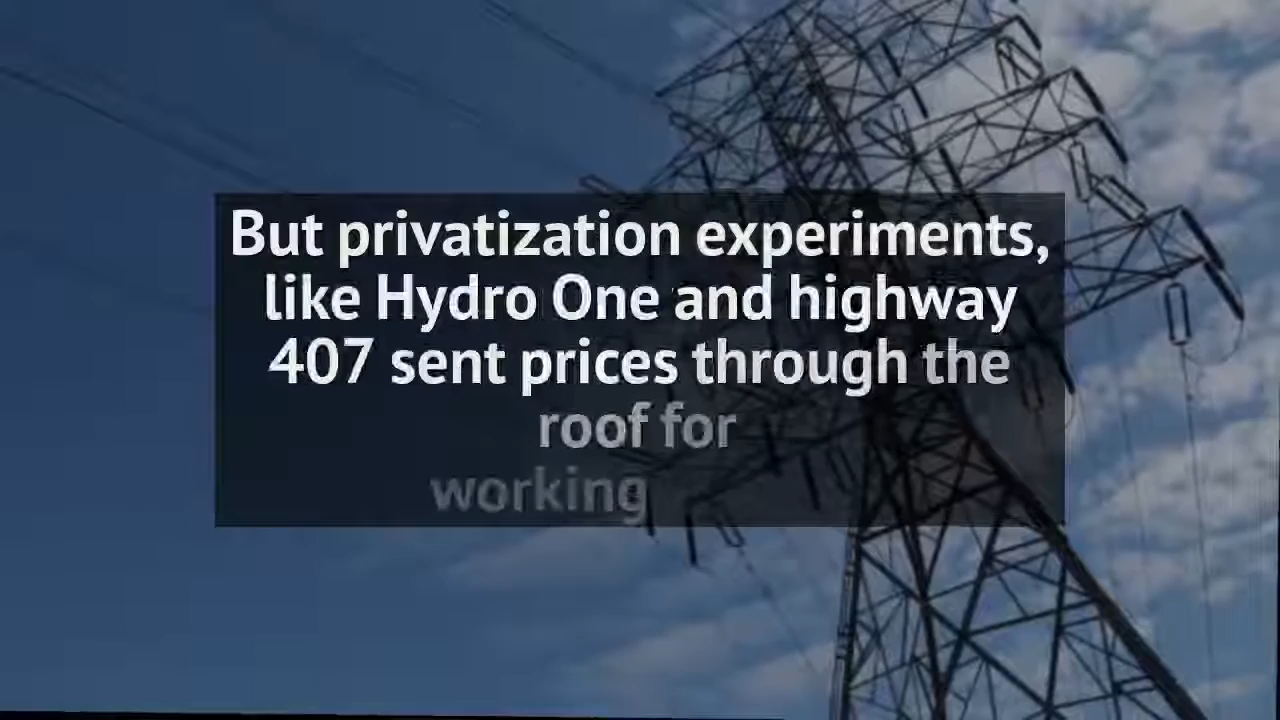 But privatization experiments,
like Hydro One and highway
407 sent prices through the
roof for
working